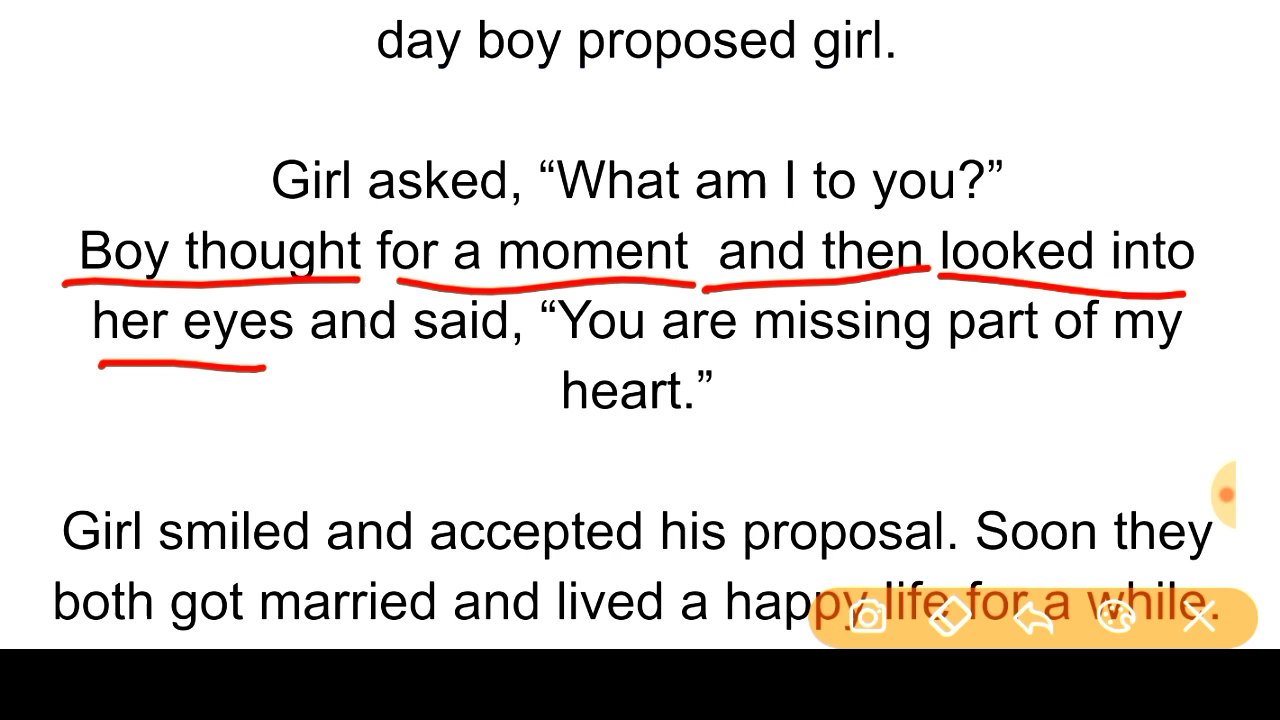 day boy proposed girl.
Girl asked, “What am I to you?”
Boy thought for a moment  and then looked into
her eyes and said, “You are missing part of my
heart.”
Girl smiled and accepted his proposal. Soon they
both got married and lived a happy life for a while.